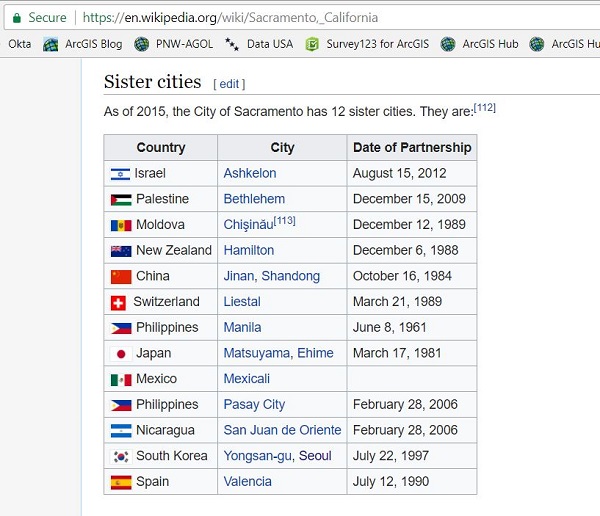 Secure https://en.wikipedia.org/wiki/Sacramento,_California
Okta ArcGIS Blog PNW-AGOL Data USA Survey123 for ArcGIS ArcGIS Hub ArcGIS Hu
Sister cities [ edit ]
As of 2015, the City of Sacramento has 12 sister cities. They are:[112]
Country City Date of Partnership
Israel Ashkelon August 15, 2012
Palestine Bethlehem December 15, 2009
Moldova Chişinău[113] December 12, 1989
New Zealand Hamilton December 6, 1988
China Jinan, Shandong October 16, 1984
Switzerland Liestal March 21, 1989
Philippines Manila June 8, 1961
Japan Matsuyama, Ehime March 17, 1981
Mexico Mexicali
Philippines Pasay City February 28, 2006
Nicaragua San Juan de Oriente February 28, 2006
South Korea Yongsan-gu, Seoul July 22, 1997
Spain Valencia July 12, 1990